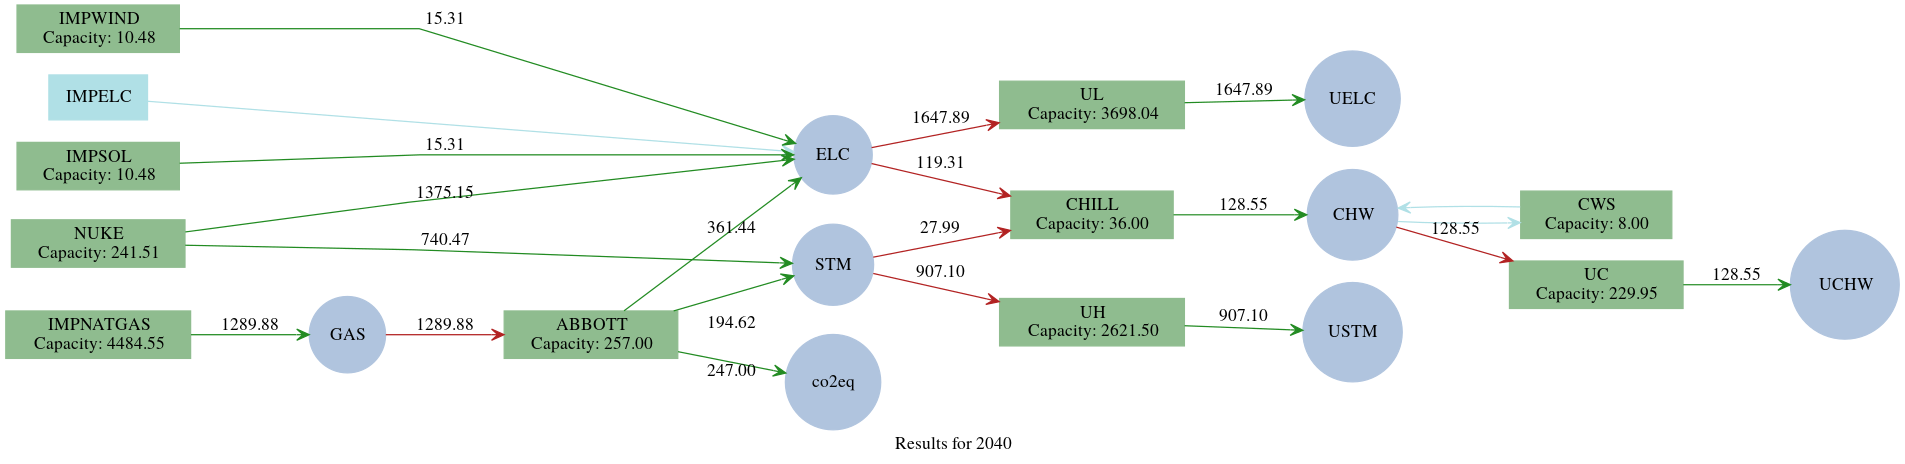 IMPWIND
Capacity: 10.48
15.31
IMPELC
IMPSOL
Capacity: 10.48
15.31
NUKE
Capacity: 241.51
1375.15
740.47
IMPNATGAS
Capacity: 4484.55
1289.88
GAS
1289.88
ABBOTT
Capacity: 257.00
361.44
194.62
247.00
ELC
STM
co2eq
1647.89
119.31
27.99
907.10
UL
Capacity: 3698.04
1647.89
UELC
CHILL
Capacity: 36.00
128.55
CHW
UH
Capacity: 2621.50
907.10
USTM
CWS
Capacity: 8.00
128.55
UC
Capacity: 229.95
128.55
UCHW
Results for 2040